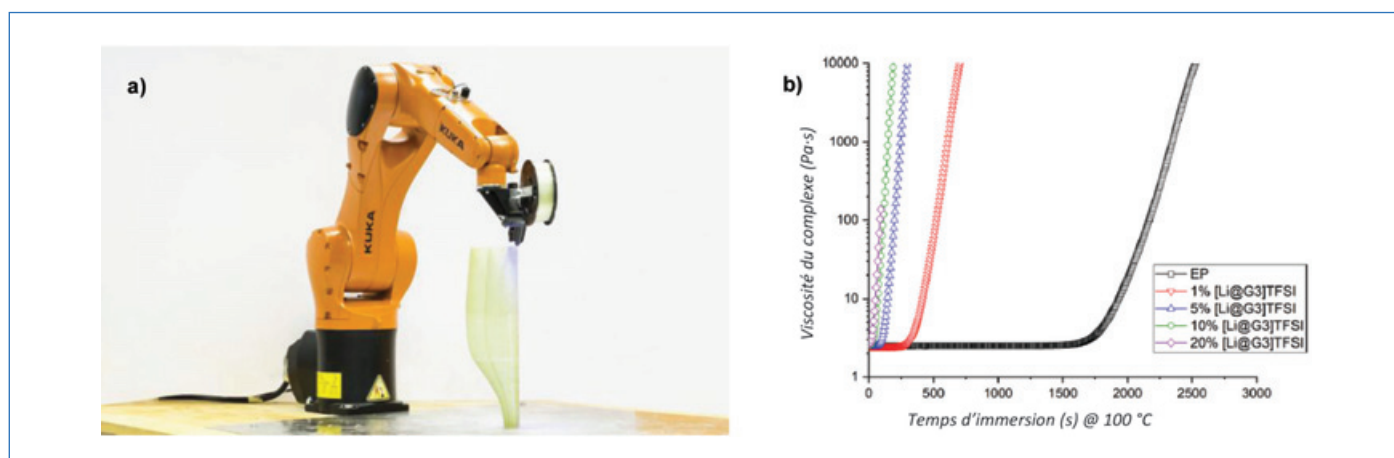 a)
KUKA
KUKA
b)
Viscosité du complexe (Pa·s)
10000
1000
100
10
1
EP
1% [Li@G3]TFSI
5% [Li@G3]TFSI
10% [Li@G3]TFSI
20% [Li@G3]TFSI
0 500 1000 1500 2000 2500 3000
Temps d'immersion (s) @ 100 °C